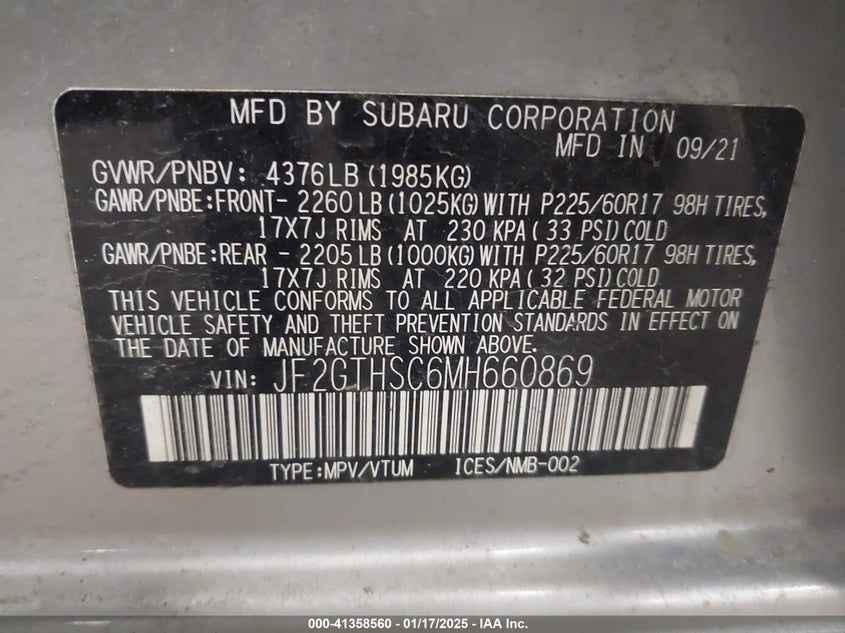 MFD BY SUBARU CORPORATION
MFD IN 09/21
GVWR/PNBV: 4376LB (1985KG)
GAWR/PNBE:FRONT- 2260 LB (1025KG) WITH P225/60R17 98H TIRES,
17X7J RIMS AT 230 KPA ( 33 PSI) COLD
GAWR/PNBE:REAR - 2205 LB (1000KG) WITH P225/60R17 98H TIRES,
17X7J RIMS AT 220 KPA ( 32 PSI) COLD
THIS VEHICLE CONFORMS TO ALL APPLICABLE FEDERAL MOTOR
VEHICLE SAFETY AND THEFT PREVENTION STANDARDS IN EFFECT ON
THE DATE OF MANUFACTURE SHOWN ABOVE.
VIN: JF2GTHSC6MH660869
TYPE:MPV/VTUM ICES/NMB-002
000-41358560 — 01/17/2025 — IAA Inc.